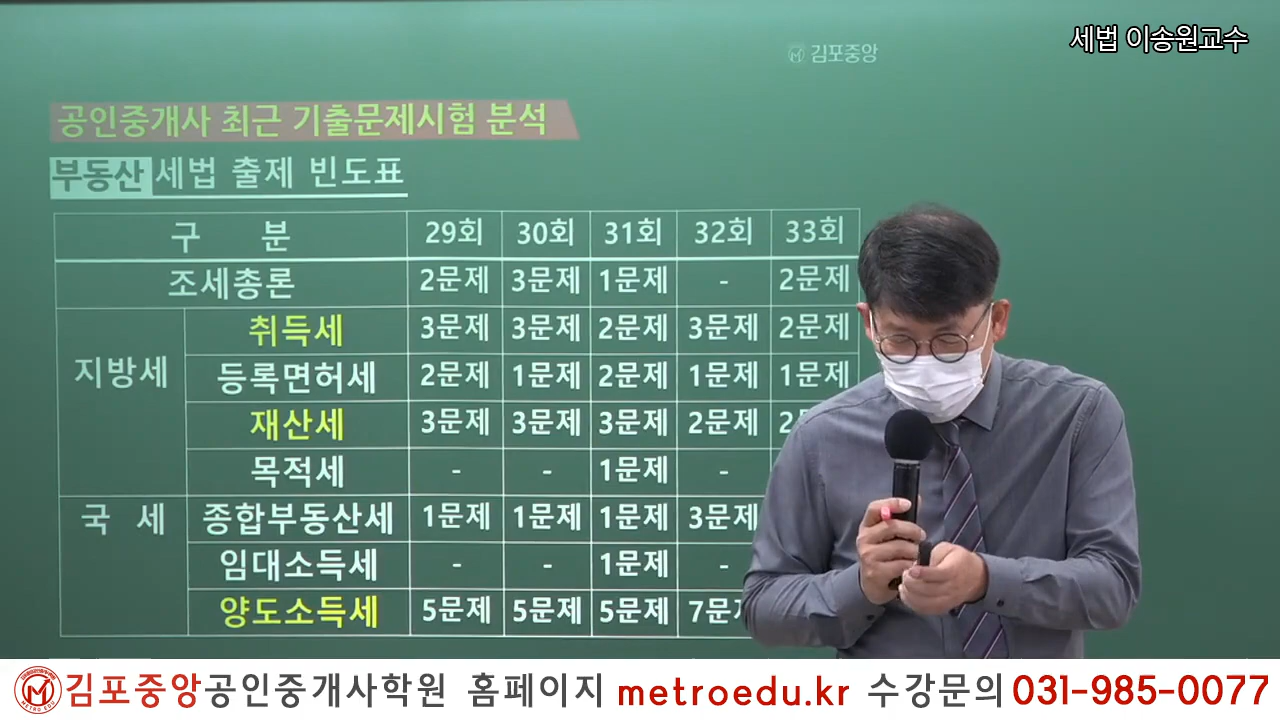 세법 이송원교수
김포중앙
공인중개사 최근 기출문제시험 분석
부동산 세법 출제 빈도표
구 분 29회 30회 31회 32회 33회
조세총론 2문제 3문제 1문제 - 2문제
지방세 취득세 3문제 3문제 2문제 3문제 2문제
등록면허세 2문제 1문제 2문제 1문제 1문제
재산세 3문제 3문제 3문제 2문제
목적세 - - 1문제 -
국 세 종합부동산세 1문제 1문제 1문제 3문제
임대소득세 - - 1문제 -
양도소득세 5문제 5문제 5문제
METRO EDU
김포중앙공인중개사학원 홈페이지 metroedu.kr 수강문의 031-985-0077